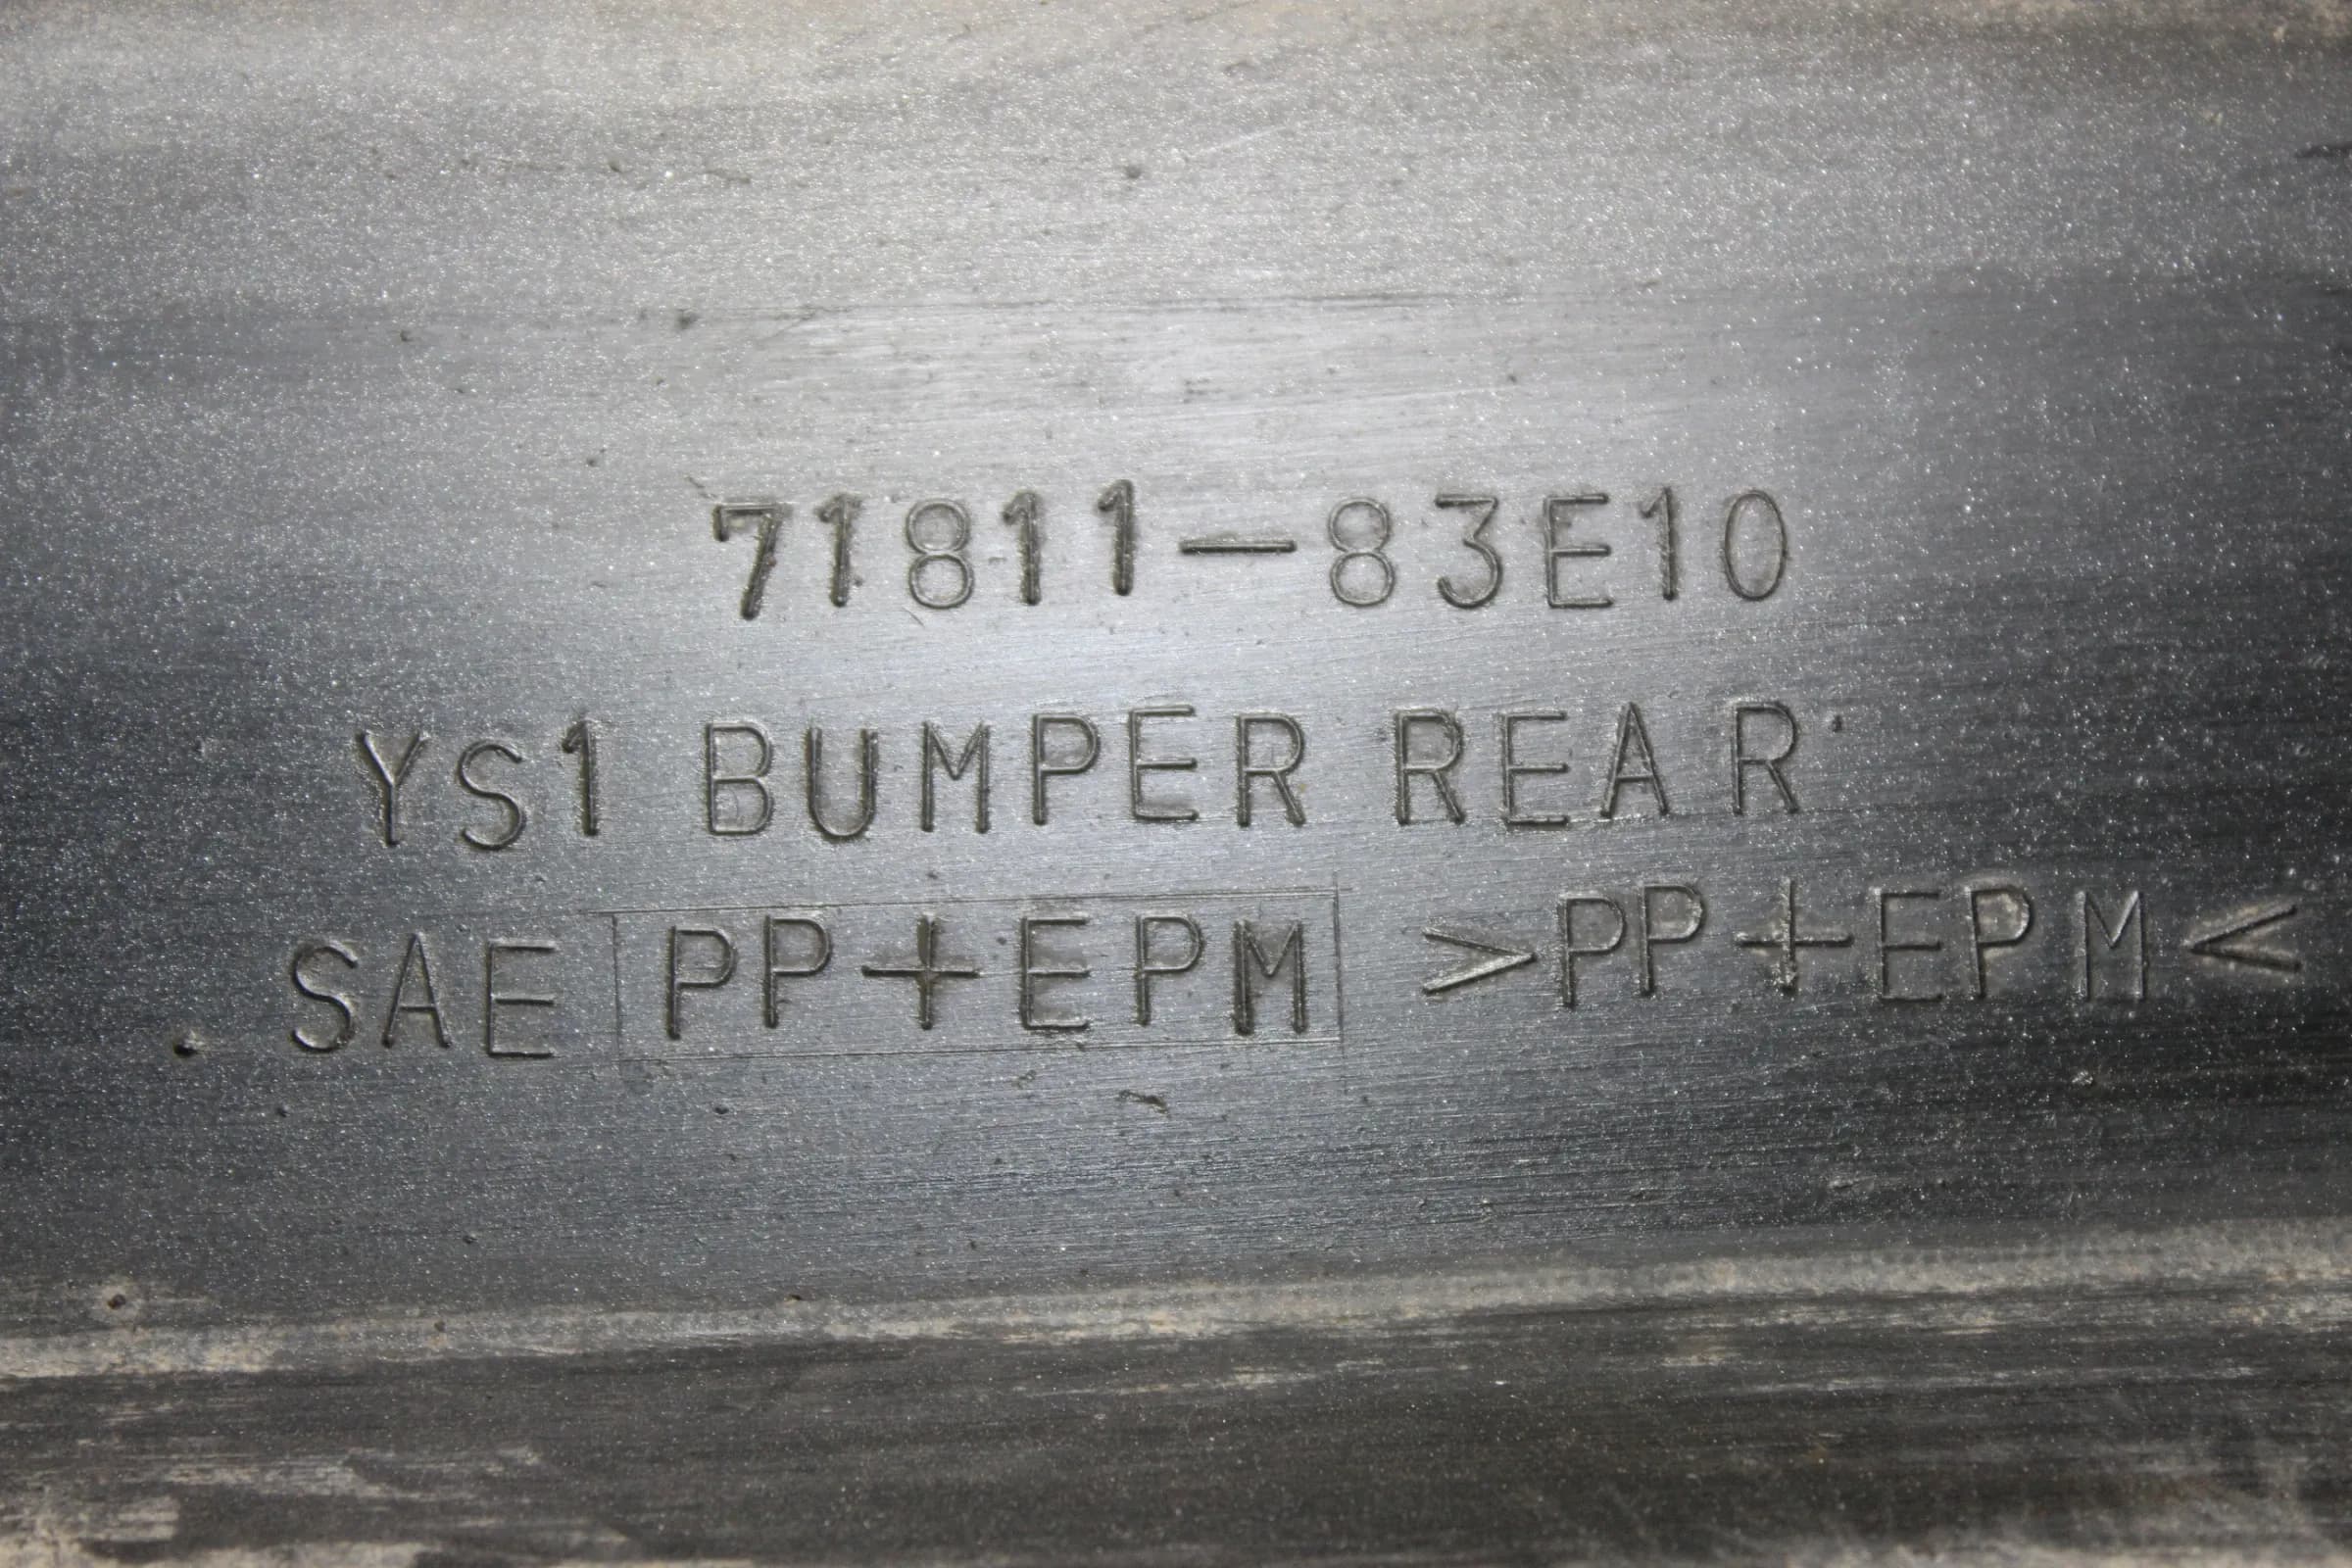 71811-83E10
YS1 BUMPER REAR
SAE PP+EPM >PP+EPM<